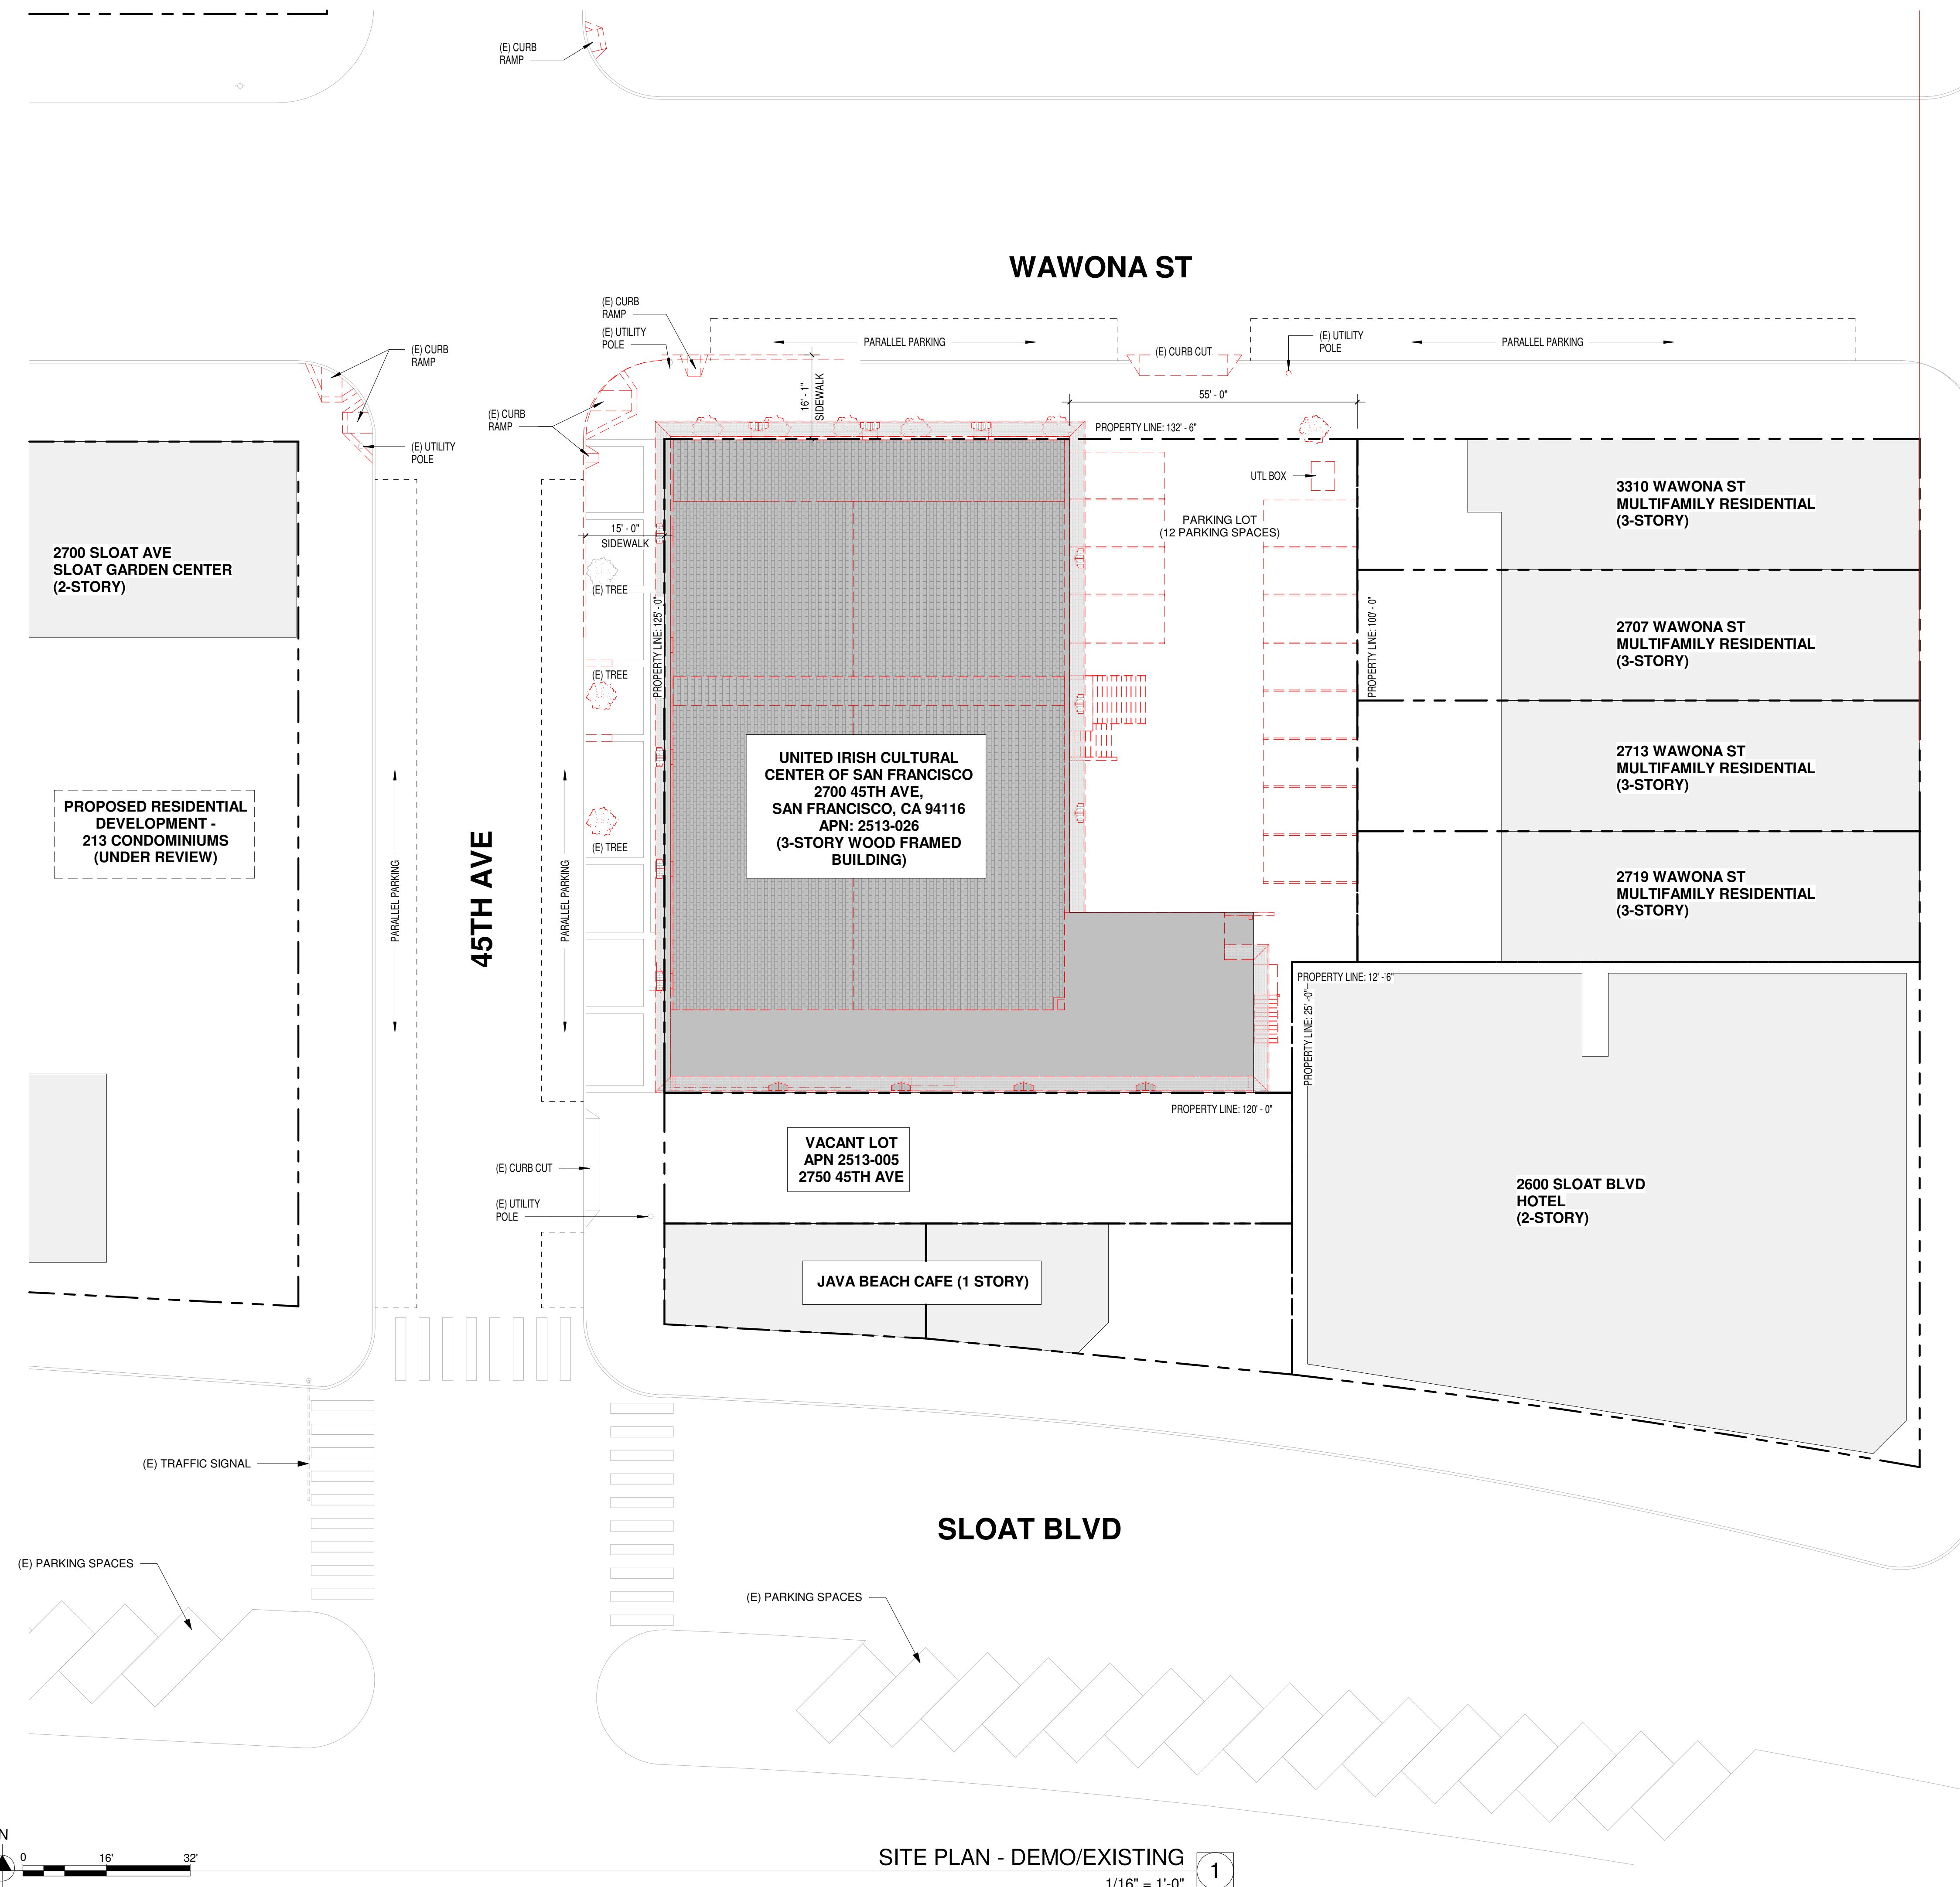 (E) CURB
RAMP
WAWONA ST
(E) CURB
RAMP
(E) UTILITY
POLE
PARALLEL PARKING
(E) CURB CUT
(E) UTILITY
POLE
PARALLEL PARKING
(E) CURB
RAMP
16' - 1"
SIDEWALK
55' - 0"
(E) CURB
RAMP
PROPERTY LINE: 132' - 6"
(E) UTILITY
POLE
UTL BOX
3310 WAWONA ST
MULTIFAMILY RESIDENTIAL
(3-STORY)
PARKING LOT
(12 PARKING SPACES)
15' - 0"
SIDEWALK
2700 SLOAT AVE
SLOAT GARDEN CENTER
(2-STORY)
(E) TREE
PROPERTY LINE: 125' - 0"
PROPERTY LINE: 100' - 0"
2707 WAWONA ST
MULTIFAMILY RESIDENTIAL
(3-STORY)
(E) TREE
UNITED IRISH CULTURAL
CENTER OF SAN FRANCISCO
2700 45TH AVE,
SAN FRANCISCO, CA 94116
APN: 2513-026
(3-STORY WOOD FRAMED
BUILDING)
2713 WAWONA ST
MULTIFAMILY RESIDENTIAL
(3-STORY)
PROPOSED RESIDENTIAL
DEVELOPMENT -
213 CONDOMINIUMS
(UNDER REVIEW)
(E) TREE
PARALLEL PARKING
45TH AVE
PARALLEL PARKING
2719 WAWONA ST
MULTIFAMILY RESIDENTIAL
(3-STORY)
PROPERTY LINE: 12' - 6"
PROPERTY LINE: 25' - 0"
PROPERTY LINE: 120' - 0"
VACANT LOT
APN 2513-005
2750 45TH AVE
(E) CURB CUT
(E) UTILITY
POLE
2600 SLOAT BLVD
HOTEL
(2-STORY)
JAVA BEACH CAFE (1 STORY)
(E) TRAFFIC SIGNAL
SLOAT BLVD
(E) PARKING SPACES
(E) PARKING SPACES
N
0 16' 32'
SITE PLAN - DEMO/EXISTING
1
1/16" = 1'-0"